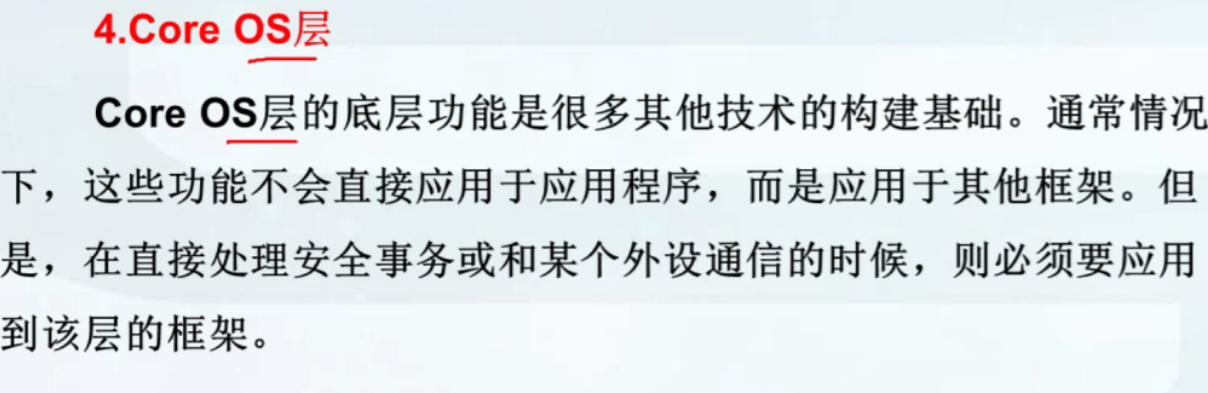 4.Core OS层
Core OS层的底层功能是很多其他技术的构建基础。通常情况
下，这些功能不会直接应用于应用程序，而是应用于其他框架。但
是，在直接处理安全事务或和某个外设通信的时候，则必须要应用
到该层的框架。